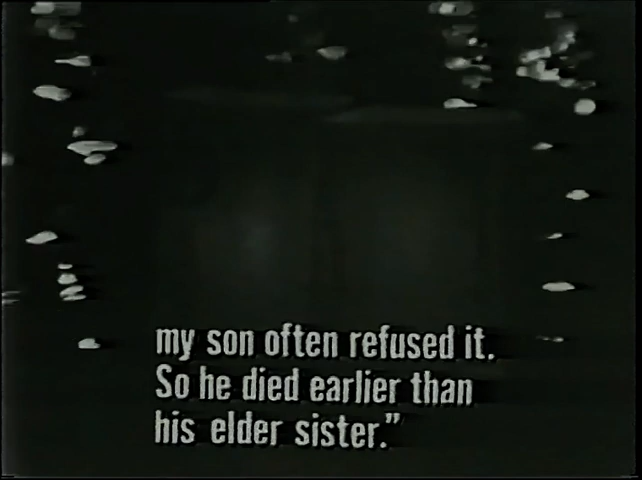 my son often refused it.
So he died earlier than
his elder sister."